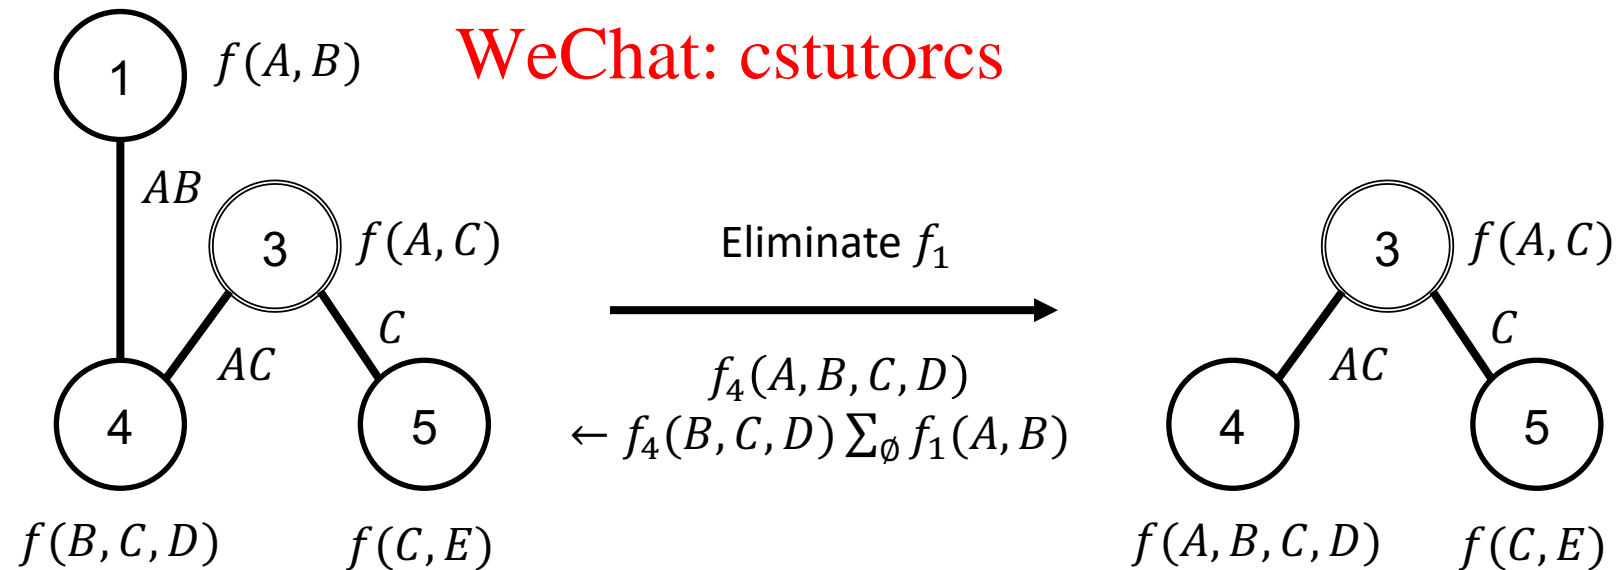 WeChat: cstutorcs
1
f(A, B)
AB
3
f(A, C)
AC
C
4
5
f(B, C, D)
f(C, E)
Eliminate f₁
f₄(A, B, C, D)
← f₄(B, C, D) ∑∅ f₁(A, B)
3
f(A, C)
AC
C
4
5
f(A, B, C, D)
f(C, E)